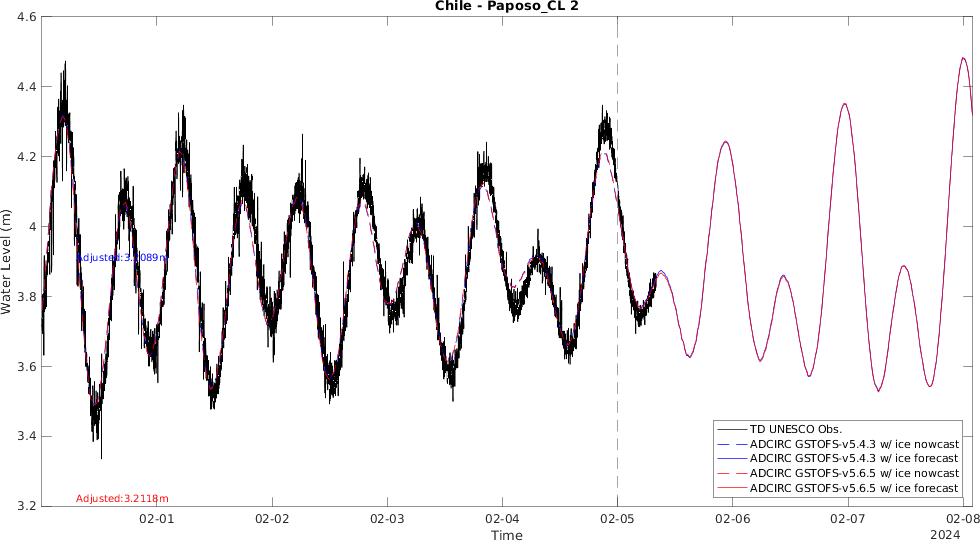 Chile - Paposo_CL 2
4.6
4.4
4.2
4
3.8
3.6
3.4
3.2
Water Level (m)
Adjusted:3.2089m
Adjusted:3.2118m
TD UNESCO Obs.
ADCIRC GSTOFS-v5.4.3 w/ ice nowcast
ADCIRC GSTOFS-v5.4.3 w/ ice forecast
ADCIRC GSTOFS-v5.6.5 w/ ice nowcast
ADCIRC GSTOFS-v5.6.5 w/ ice forecast
02-01 02-02 02-03 02-04 02-05 02-06 02-07 02-08
Time
2024